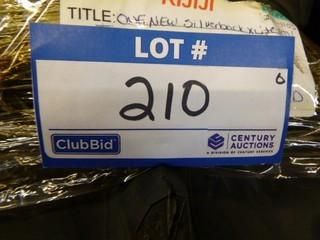 KIJIJI
TITLE: ONE NEW SILVERBACK
LOT #
210
ClubBid
CENTURY
AUCTIONS
A DIVISION OF CENTURY SERVICES